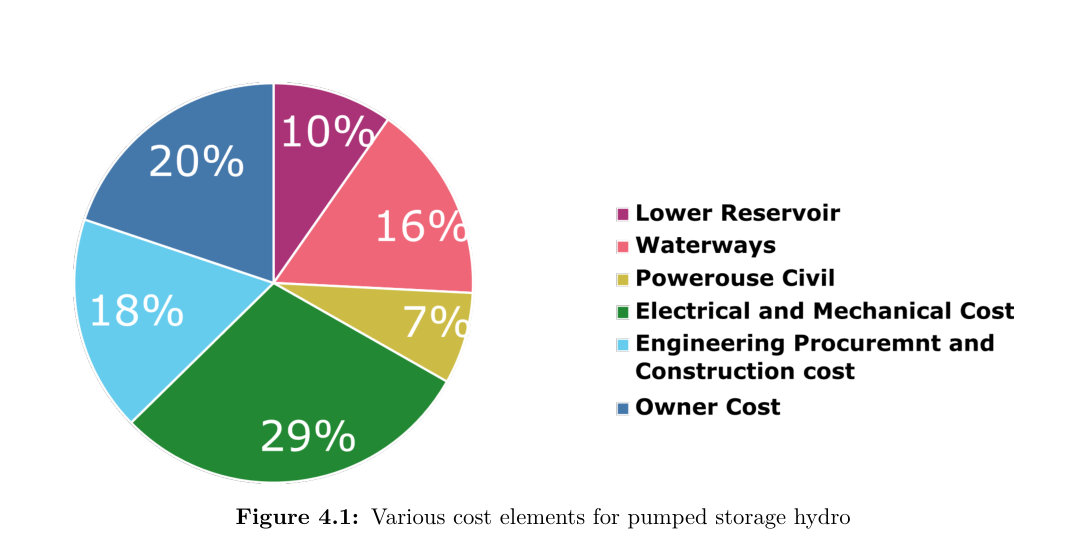 10%
20%
16%
18%
7%
29%
Lower Reservoir
Waterways
Powerouse Civil
Electrical and Mechanical Cost
Engineering Procuremnt and
Construction cost
Owner Cost
Figure 4.1: Various cost elements for pumped storage hydro